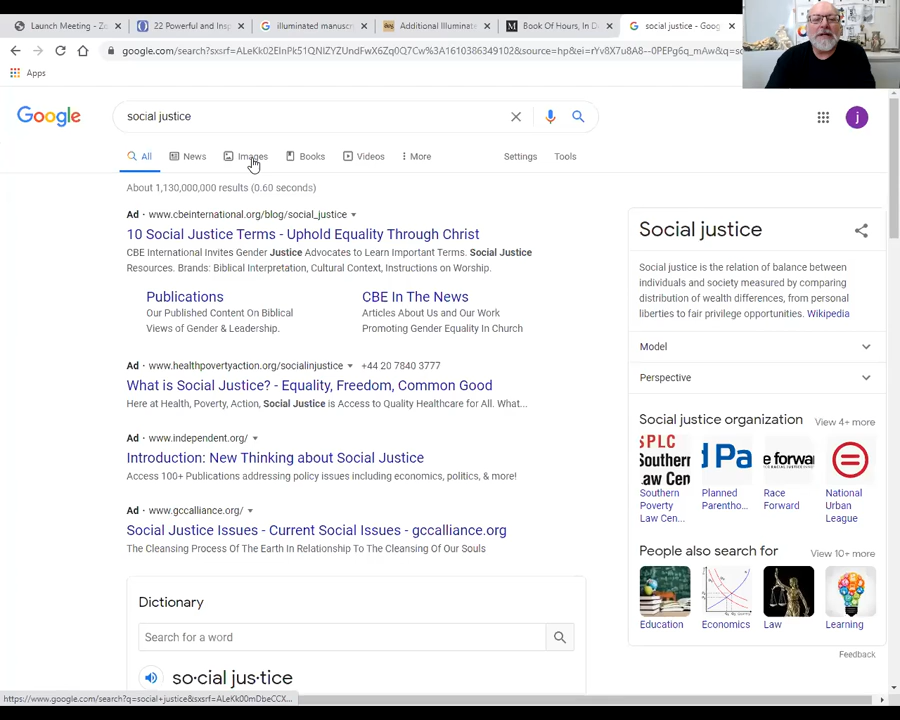 Launch Meeting - Zo
22 Powerful and Insp
illuminated manuscr
Additional Illuminate
Book Of Hours, In D
social justice - Goog
google.com/search?sxsrf=ALeKk02EInPk51QNIZYZUndFwX6Zq0Q7Cw%3A1610386349102&source=hp&ei=rYv8X7u8A8--0PEPg6q_mAw&q=sc
Apps
Google
social justice
j
All
News
Images
Books
Videos
More
Settings
Tools
About 1,130,000,000 results (0.60 seconds)
Ad · www.cbeinternational.org/blog/social_justice
10 Social Justice Terms - Uphold Equality Through Christ
CBE International Invites Gender Justice Advocates to Learn Important Terms. Social Justice
Resources. Brands: Biblical Interpretation, Cultural Context, Instructions on Worship.
Publications
Our Published Content On Biblical
Views of Gender & Leadership.
CBE In The News
Articles About Us and Our Work
Promoting Gender Equality In Church
Ad · www.healthpovertyaction.org/socialinjustice +44 20 7840 3777
What is Social Justice? - Equality, Freedom, Common Good
Here at Health, Poverty, Action, Social Justice is Access to Quality Healthcare for All. What...
Ad · www.independent.org/
Introduction: New Thinking about Social Justice
Access 100+ Publications addressing policy issues including economics, politics, & more!
Ad · www.gccalliance.org/
Social Justice Issues - Current Social Issues - gccalliance.org
The Cleansing Process Of The Earth In Relationship To The Cleansing Of Our Souls
Dictionary
Search for a word
so·cial jus·tice
Social justice
Social justice is the relation of balance between
individuals and society measured by comparing
distribution of wealth differences, from personal
liberties to fair privilege opportunities. Wikipedia
Model
Perspective
Social justice organization
View 4+ more
SPLC
Southern
Poverty
Law Cen...
Planned
Parentho...
Race
Forward
National
Urban
League
People also search for
View 10+ more
Education
Economics
Law
Learning
Feedback
https://www.google.com/search?q=social+justice&sxsrf=ALeKk00mDbeCCX...